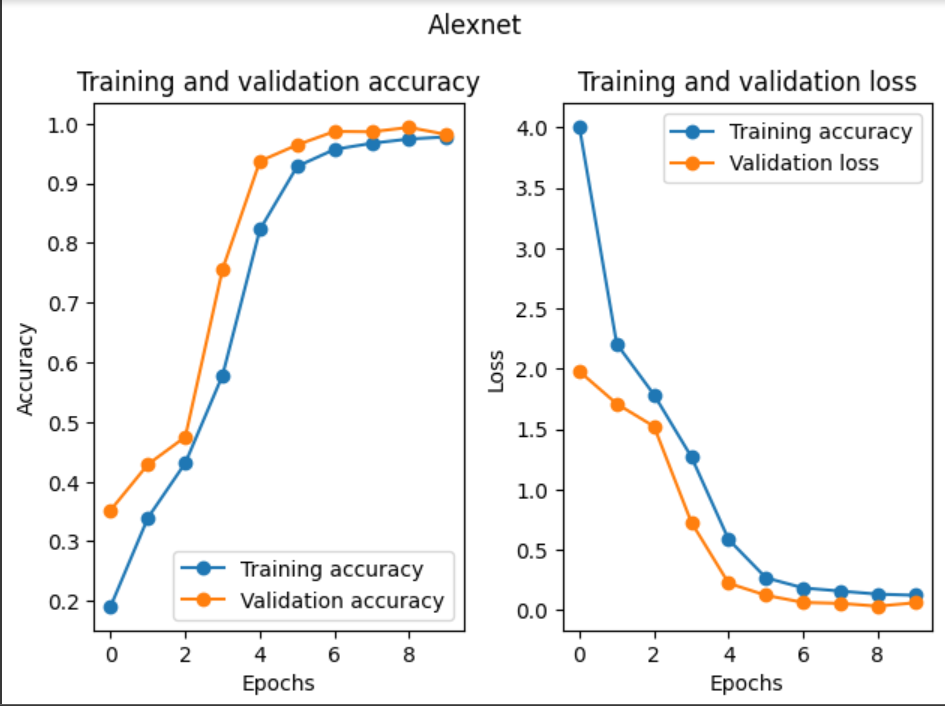 Alexnet
Training and validation accuracy
1.0
0.9
0.8
0.7
0.6
0.5
0.4
0.3
0.2
Accuracy
Training accuracy
Validation accuracy
0 2 4 6 8
Epochs
Training and validation loss
4.0
3.5
3.0
2.5
2.0
1.5
1.0
0.5
0.0
Loss
Training accuracy
Validation loss
0 2 4 6 8
Epochs